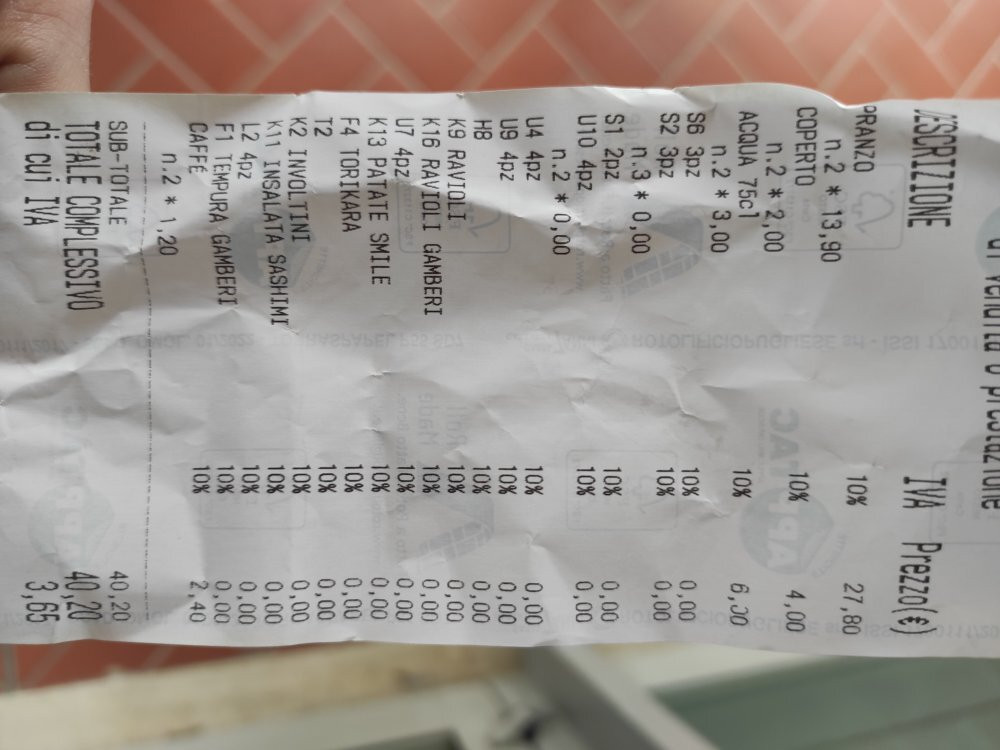 di vendita o prestazione
DESCRIZIONE IVA Prezzo(€)
PRANZO 10% 27,80
n.2 * 13,90
COPERTO 10% 4,00
n.2 * 2,00
ACQUA 75cl 10% 6,00
n.2 * 3,00
S6 3pz 10% 0,00
S2 3pz 10% 0,00
n.3 * 0,00
S1 2pz 10% 0,00
U10 4pz 10% 0,00
n.2 * 0,00
U4 4pz 10% 0,00
U9 4pz 10% 0,00
H8 10% 0,00
K9 RAVIOLI 10% 0,00
K16 RAVIOLI GAMBERI 10% 0,00
U7 4pz 10% 0,00
K13 PATATE SMILE 10% 0,00
F4 TORIKARA 10% 0,00
T2 10% 0,00
K2 INVOLTINI 10% 0,00
K11 INSALATA SASHIMI 10% 0,00
L2 4pz 10% 0,00
F1 TEMPURA GAMBERI 10% 0,00
CAFFE 10% 2,40
n.2 * 1,20
SUB-TOTALE 40,20
TOTALE COMPLESSIVO 40,20
di cui IVA 3,65